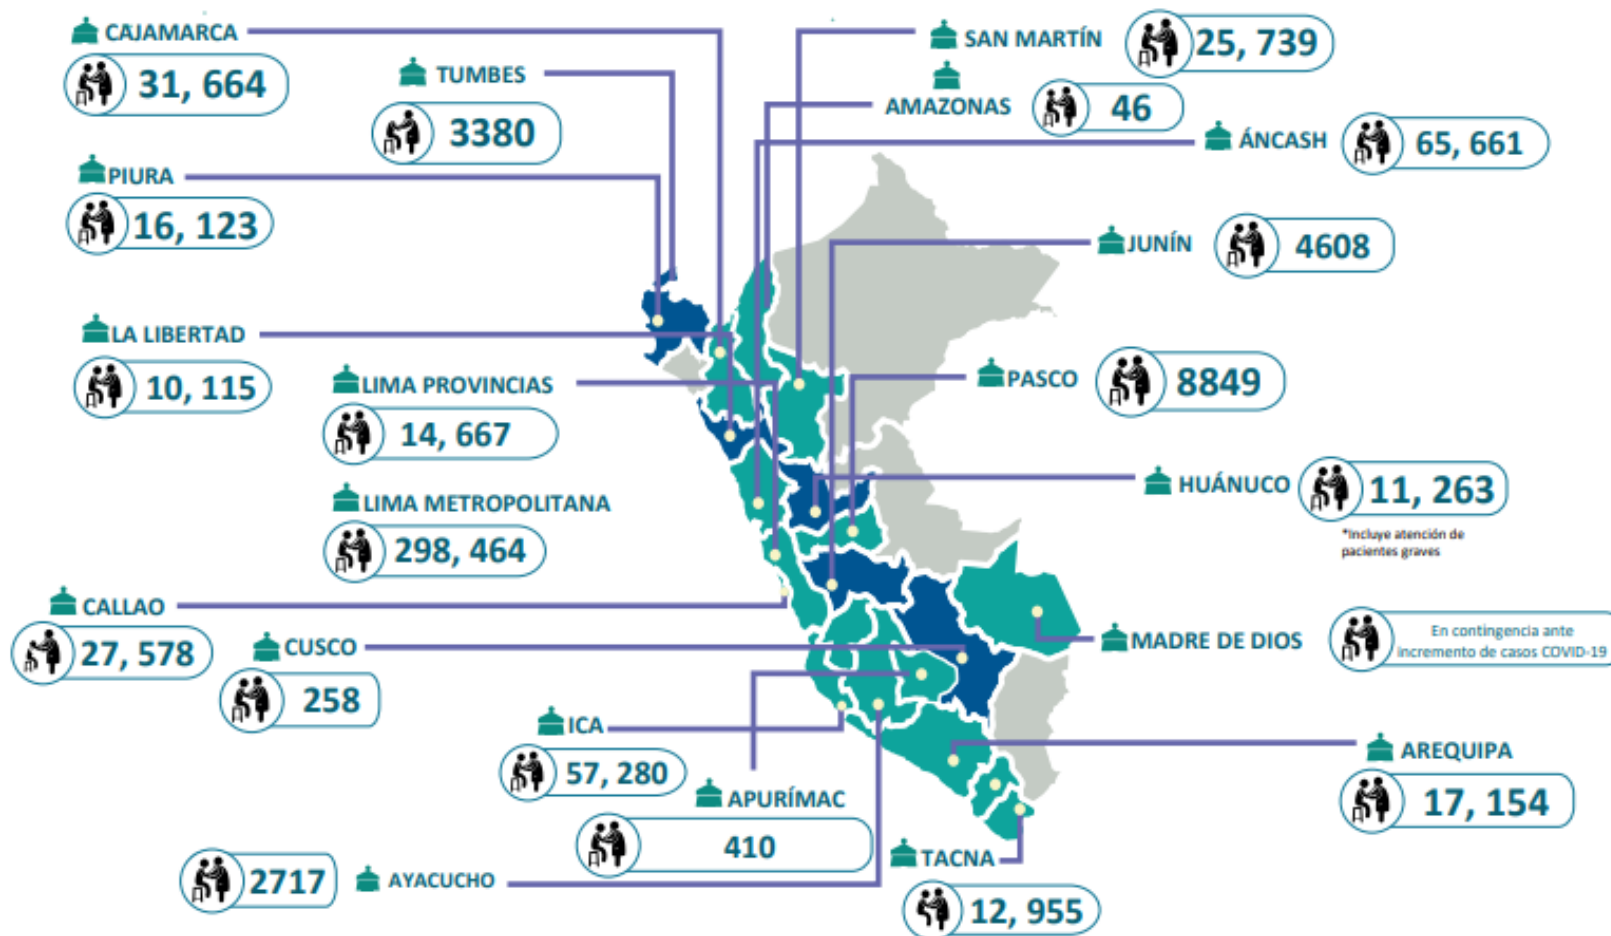 CAJAMARCA
31, 664
TUMBES
3380
PIURA
16, 123
LA LIBERTAD
10, 115
LIMA PROVINCIAS
14, 667
LIMA METROPOLITANA
298, 464
CALLAO
27, 578
CUSCO
258
ICA
57, 280
APURÍMAC
410
2717
AYACUCHO
SAN MARTÍN
25, 739
AMAZONAS
46
ÁNCASH
65, 661
JUNÍN
4608
PASCO
8849
HUÁNUCO
11, 263
*Incluye atención de
pacientes graves
MADRE DE DIOS
En contingencia ante
incremento de casos COVID-19
AREQUIPA
17, 154
TACNA
12, 955